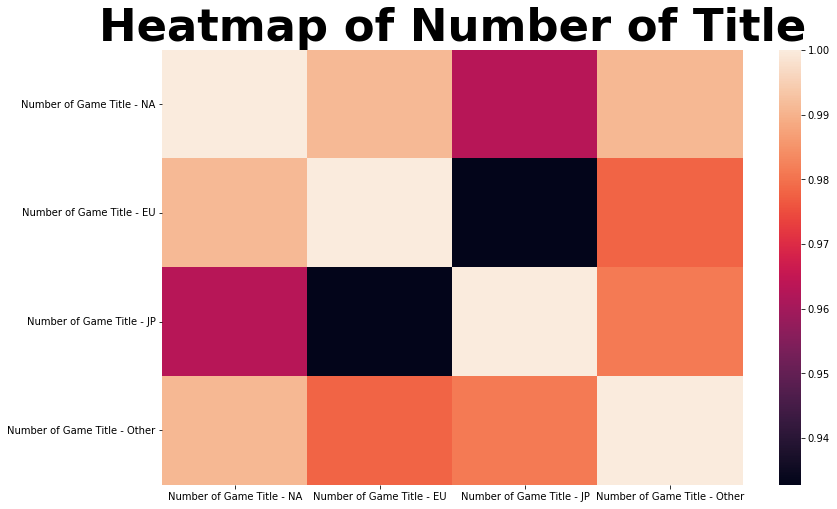 Heatmap of Number of Title
1.00
Number of Game Title - NA
0.99
0.98
Number of Game Title - EU
0.97
0.96
Number of Game Title - JP
0.95
0.94
Number of Game Title - Other
Number of Game Title - NA Number of Game Title - EU Number of Game Title - JP Number of Game Title - Other